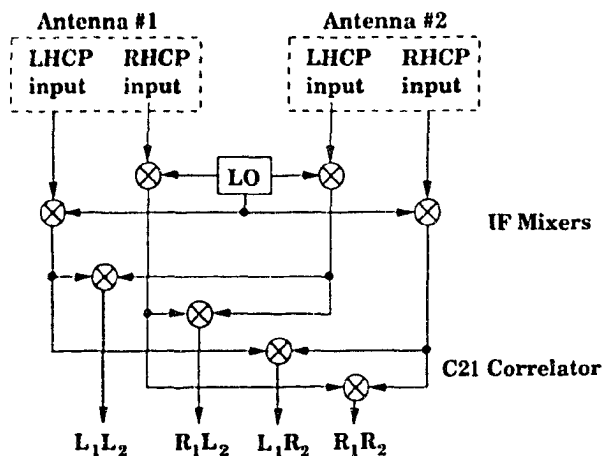 Antenna #1
Antenna #2
LHCP input
RHCP input
LHCP input
RHCP input
LO
IF Mixers
C21 Correlator
L₁L₂
R₁L₂
L₁R₂
R₁R₂